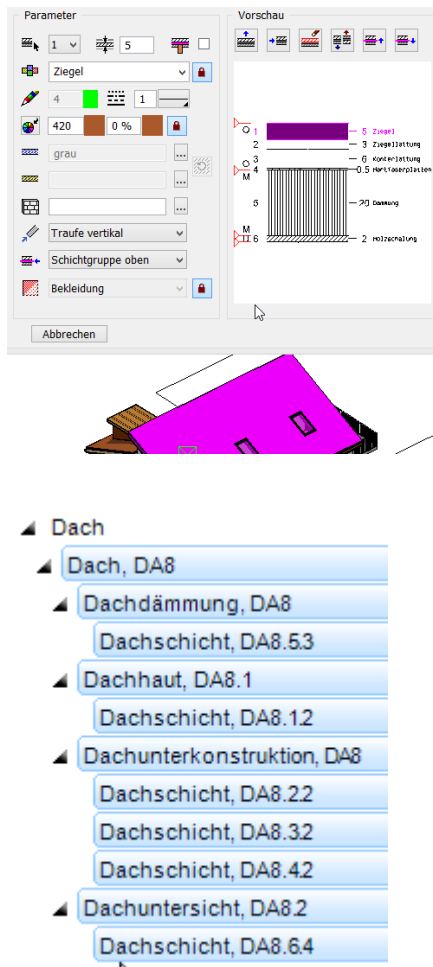 Parameter
Vorschau
1 5
Ziegel
4 1
420 0 %
grau
...
...
...
Traufe vertikal
Schichtgruppe oben
Bekleidung
Abbrechen
O 1 5 Ziegel
2 3 Ziegellattung
O 3 6 Konterlattung
4 0.5 Hartfaserplatten
M
5 20 Dämmung
M
II 6 2 Holzschalung
Dach
Dach, DA8
Dachdämmung, DA8
Dachschicht, DA8.5.3
Dachhaut, DA8.1
Dachschicht, DA8.1.2
Dachunterkonstruktion, DA8
Dachschicht, DA8.2.2
Dachschicht, DA8.3.2
Dachschicht, DA8.4.2
Dachuntersicht, DA8.2
Dachschicht, DA8.6.4